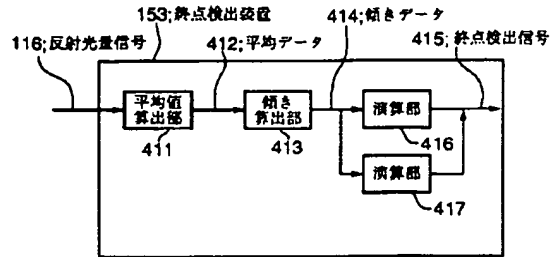 153;終点検出装置
414;傾きデータ
116;反射光量信号
412;平均データ
415;終点検出信号
平均値
算出部
411
傾き
算出部
413
演算部
416
演算部
417